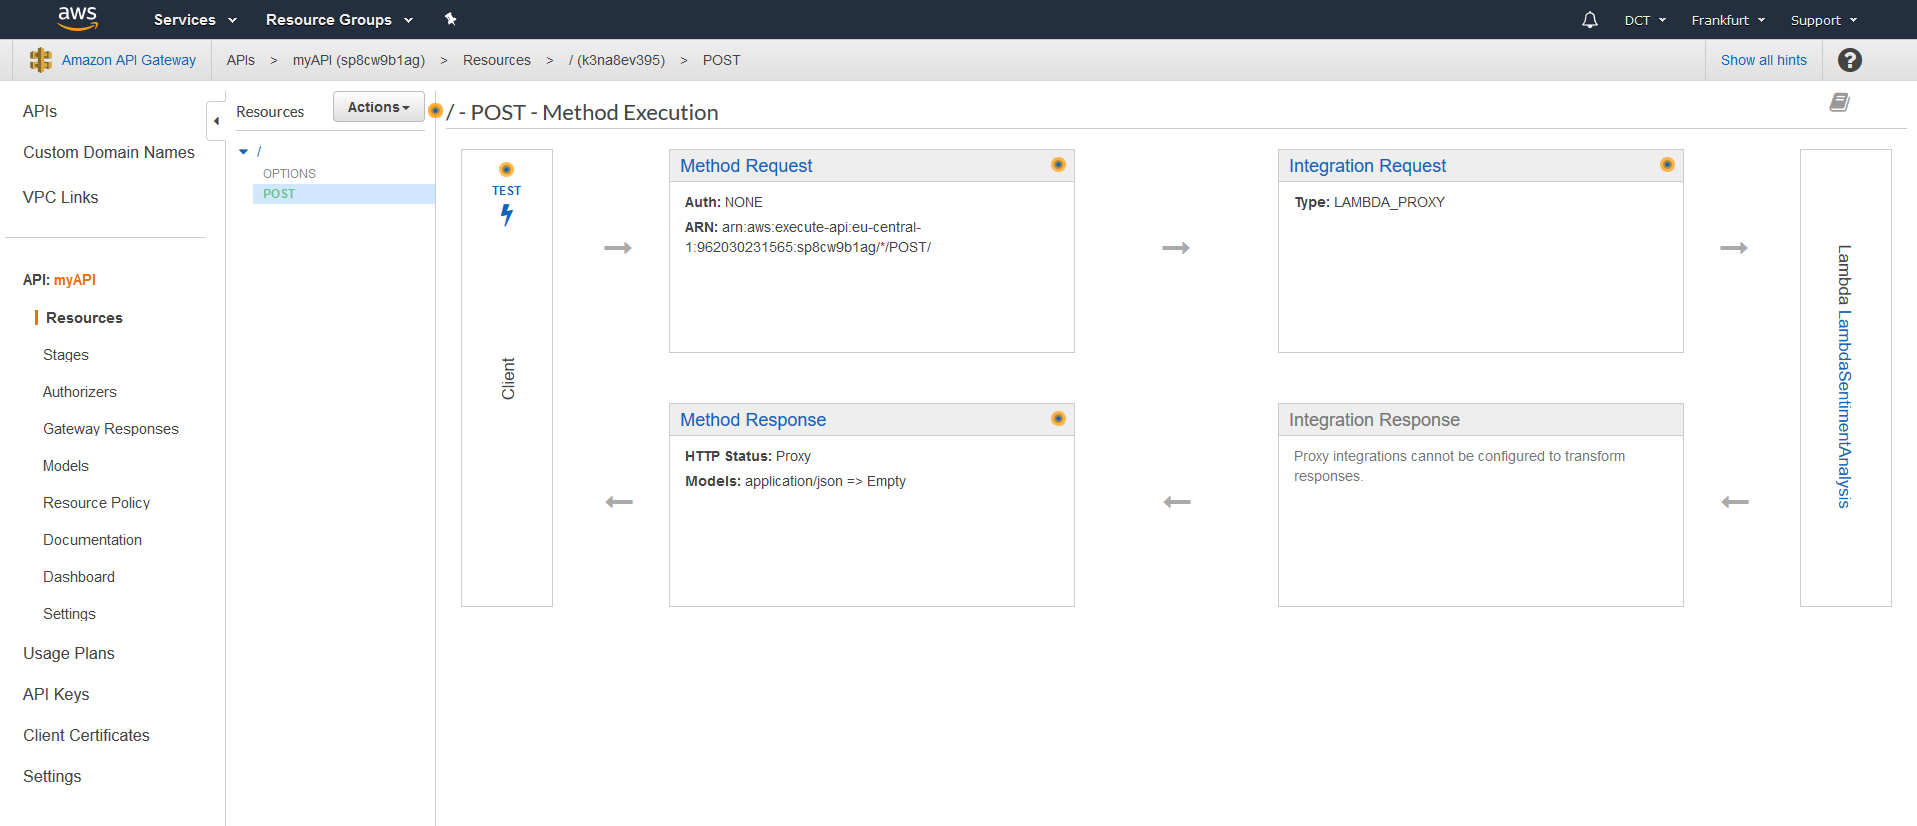 aws
Services
Resource Groups
DCT
Frankfurt
Support
Amazon API Gateway
APIs > myAPI (sp8cw9b1ag) > Resources > / (k3na8ev395) > POST
Show all hints
?
APIs
Custom Domain Names
VPC Links
API: myAPI
Resources
Stages
Authorizers
Gateway Responses
Models
Resource Policy
Documentation
Dashboard
Settings
Usage Plans
API Keys
Client Certificates
Settings
Resources
Actions
/
OPTIONS
POST
/ - POST - Method Execution
TEST
Client
Method Request
Auth: NONE
ARN: arn:aws:execute-api:eu-central-
1:962030231565:sp8cw9b1ag/*/POST/
Integration Request
Type: LAMBDA_PROXY
Lambda LambdaSentimentAnalysis
Method Response
HTTP Status: Proxy
Models: application/json => Empty
Integration Response
Proxy integrations cannot be configured to transform
responses.